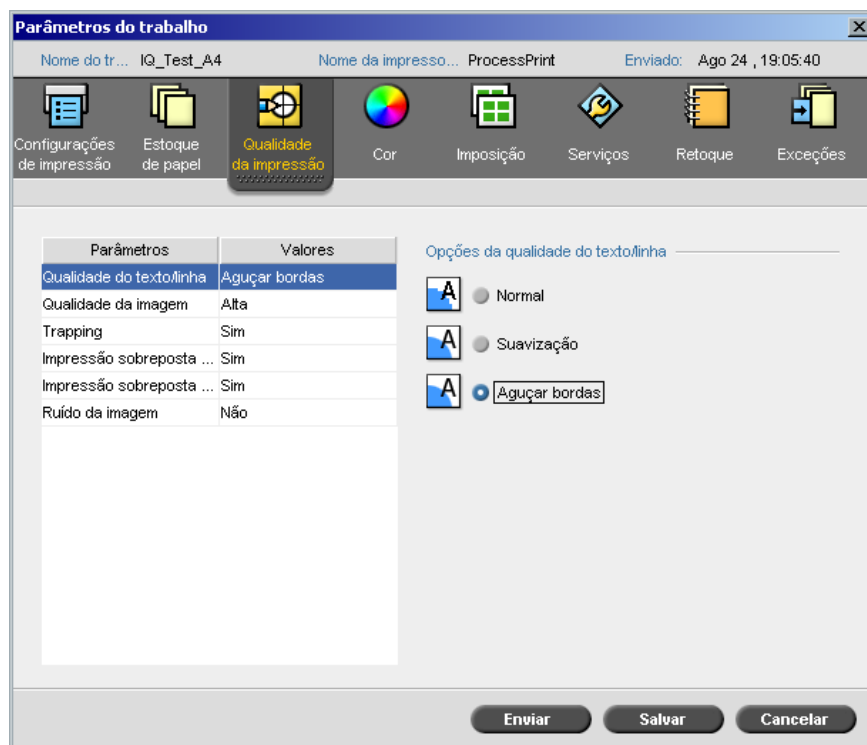 Parâmetros do trabalho
Nome do tr... IQ_Test_A4 Nome da impresso... ProcessPrint Enviado: Ago 24 , 19:05:40
Configurações de impressão
Estoque de papel
Qualidade da impressão
Cor
Imposição
Serviços
Retoque
Exceções
Parâmetros Valores
Qualidade do texto/linha Aguçar bordas
Qualidade da imagem Alta
Trapping Sim
Impressão sobreposta ... Sim
Impressão sobreposta ... Sim
Ruído da imagem Não
Opções da qualidade do texto/linha
A Normal
A Suavização
A Aguçar bordas
Enviar Salvar Cancelar